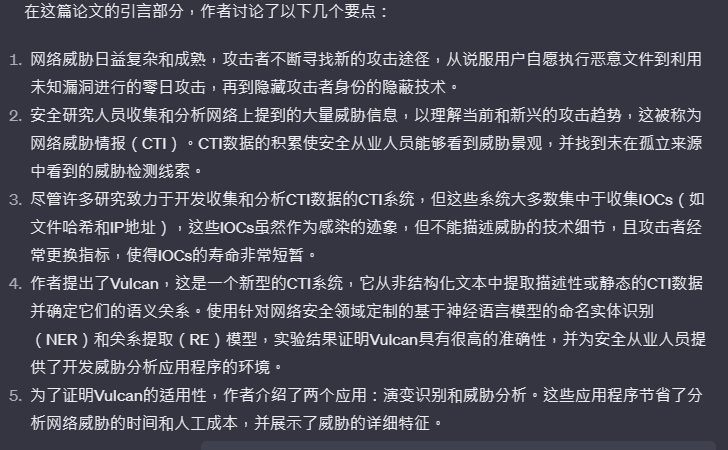 在这篇论文的引言部分，作者讨论了以下几个要点：
1. 网络威胁日益复杂和成熟，攻击者不断寻找新的攻击途径，从说服用户自愿执行恶意文件到利用
未知漏洞进行的零日攻击，再到隐藏攻击者身份的隐蔽技术。
2. 安全研究人员收集和分析网络上提到的大量威胁信息，以理解当前和新兴的攻击趋势，这被称为
网络威胁情报（CTI）。CTI数据的积累使安全从业人员能够看到威胁景观，并找到未在孤立来源
中看到的威胁检测线索。
3. 尽管许多研究致力于开发收集和分析CTI数据的CTI系统，但这些系统大多数集中于收集IOCs（如
文件哈希和IP地址），这些IOCs虽然作为感染的迹象，但不能描述威胁的技术细节，且攻击者经
常更换指标，使得IOCs的寿命非常短暂。
4. 作者提出了Vulcan，这是一个新型的CTI系统，它从非结构化文本中提取描述性或静态的CTI数据
并确定它们的语义关系。使用针对网络安全领域定制的基于神经语言模型的命名实体识别
（NER）和关系提取（RE）模型，实验结果证明Vulcan具有很高的准确性，并为安全从业人员提
供了开发威胁分析应用程序的环境。
5. 为了证明Vulcan的适用性，作者介绍了两个应用：演变识别和威胁分析。这些应用程序节省了分
析网络威胁的时间和人工成本，并展示了威胁的详细特征。